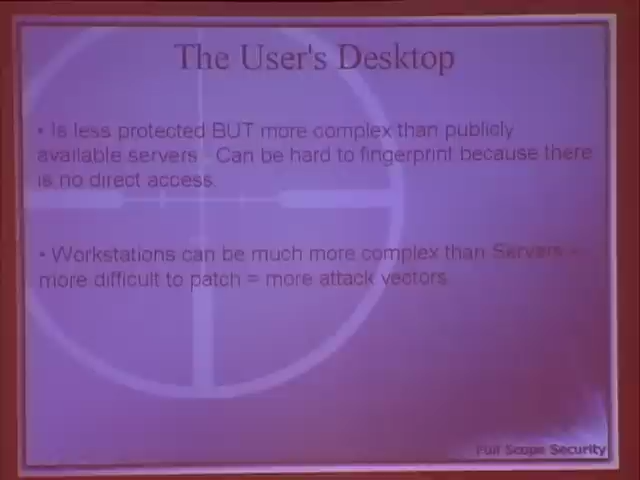 The User's Desktop
• Is less protected BUT more complex than publicly
available servers - Can be hard to fingerprint because there
is no direct access.
• Workstations can be much more complex than Servers =
more difficult to patch = more attack vectors
Full Scope Security